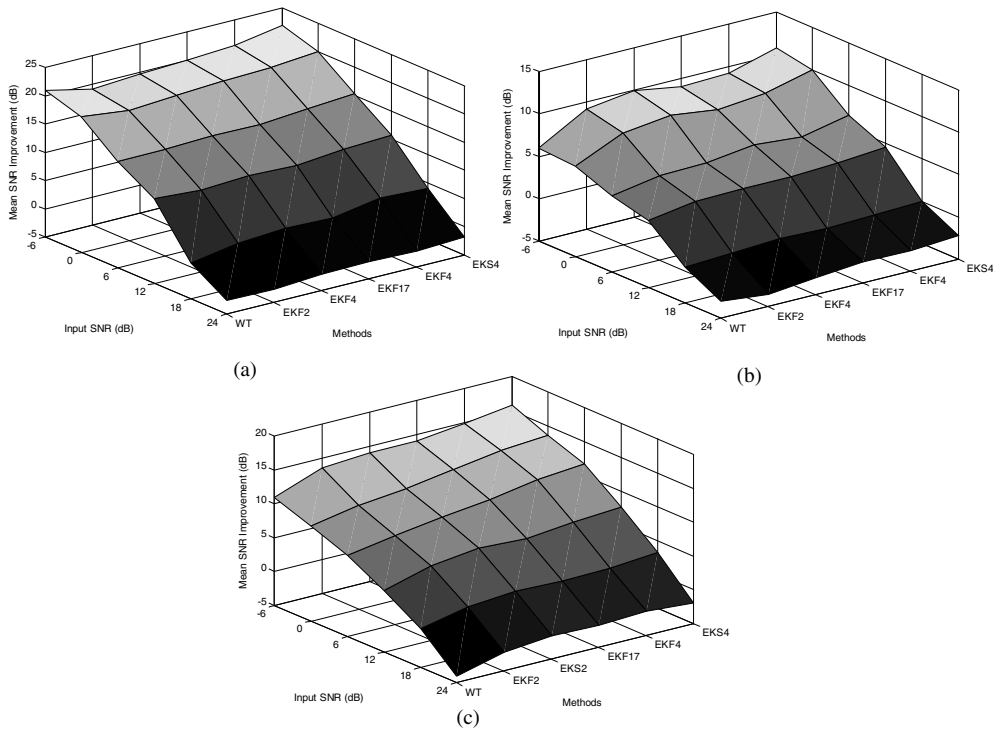 25
20
15
10
5
0
-5
Mean SNR Improvement (dB)
-6
0
6
12
18
24
Input SNR (dB)
WT
EKF2
EKF4
EKF17
EKF4
EKS4
Methods
(a)
15
10
5
0
-5
Mean SNR Improvement (dB)
-6
0
6
12
18
24
Input SNR (dB)
WT
EKF2
EKF4
EKF17
EKF4
EKS4
Methods
(b)
20
15
10
5
0
-5
Mean SNR Improvement (dB)
-6
0
6
12
18
24
Input SNR (dB)
WT
EKF2
EKS2
EKF17
EKF4
EKS4
Methods
(c)